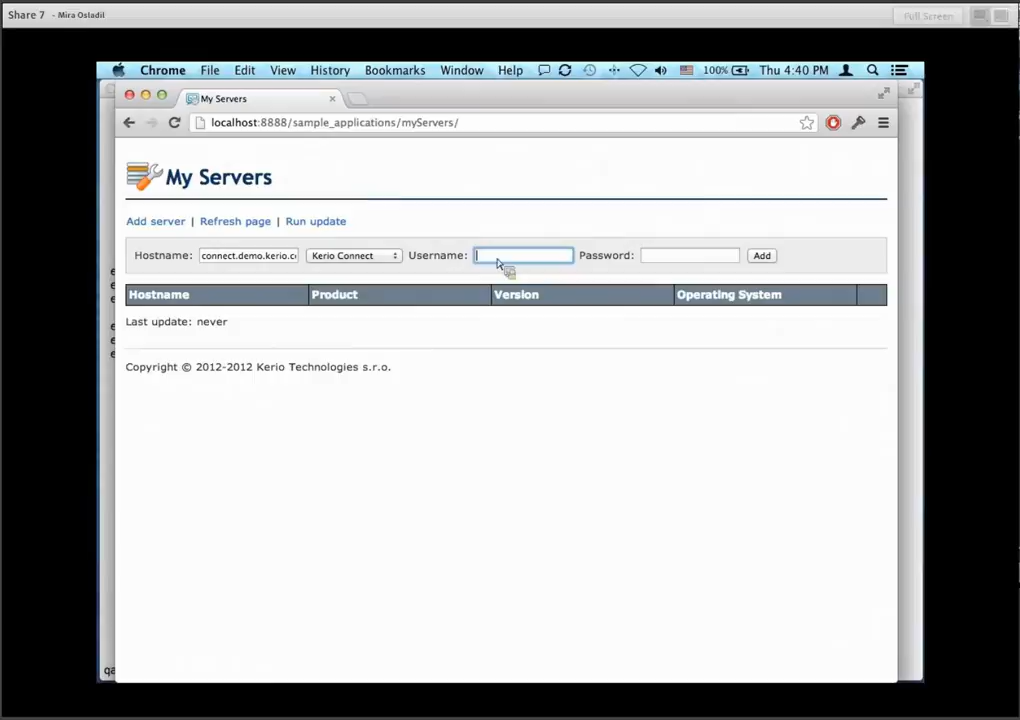 Share 7 - Mira Ostadil
Full Screen
Chrome File Edit View History Bookmarks Window Help 100% Thu 4:40 PM
My Servers
localhost:8888/sample_applications/myServers/
My Servers
Add server | Refresh page | Run update
Hostname: connect.demo.kerio.c Kerio Connect Username: Password: Add
Hostname Product Version Operating System
Last update: never
Copyright © 2012-2012 Kerio Technologies s.r.o.